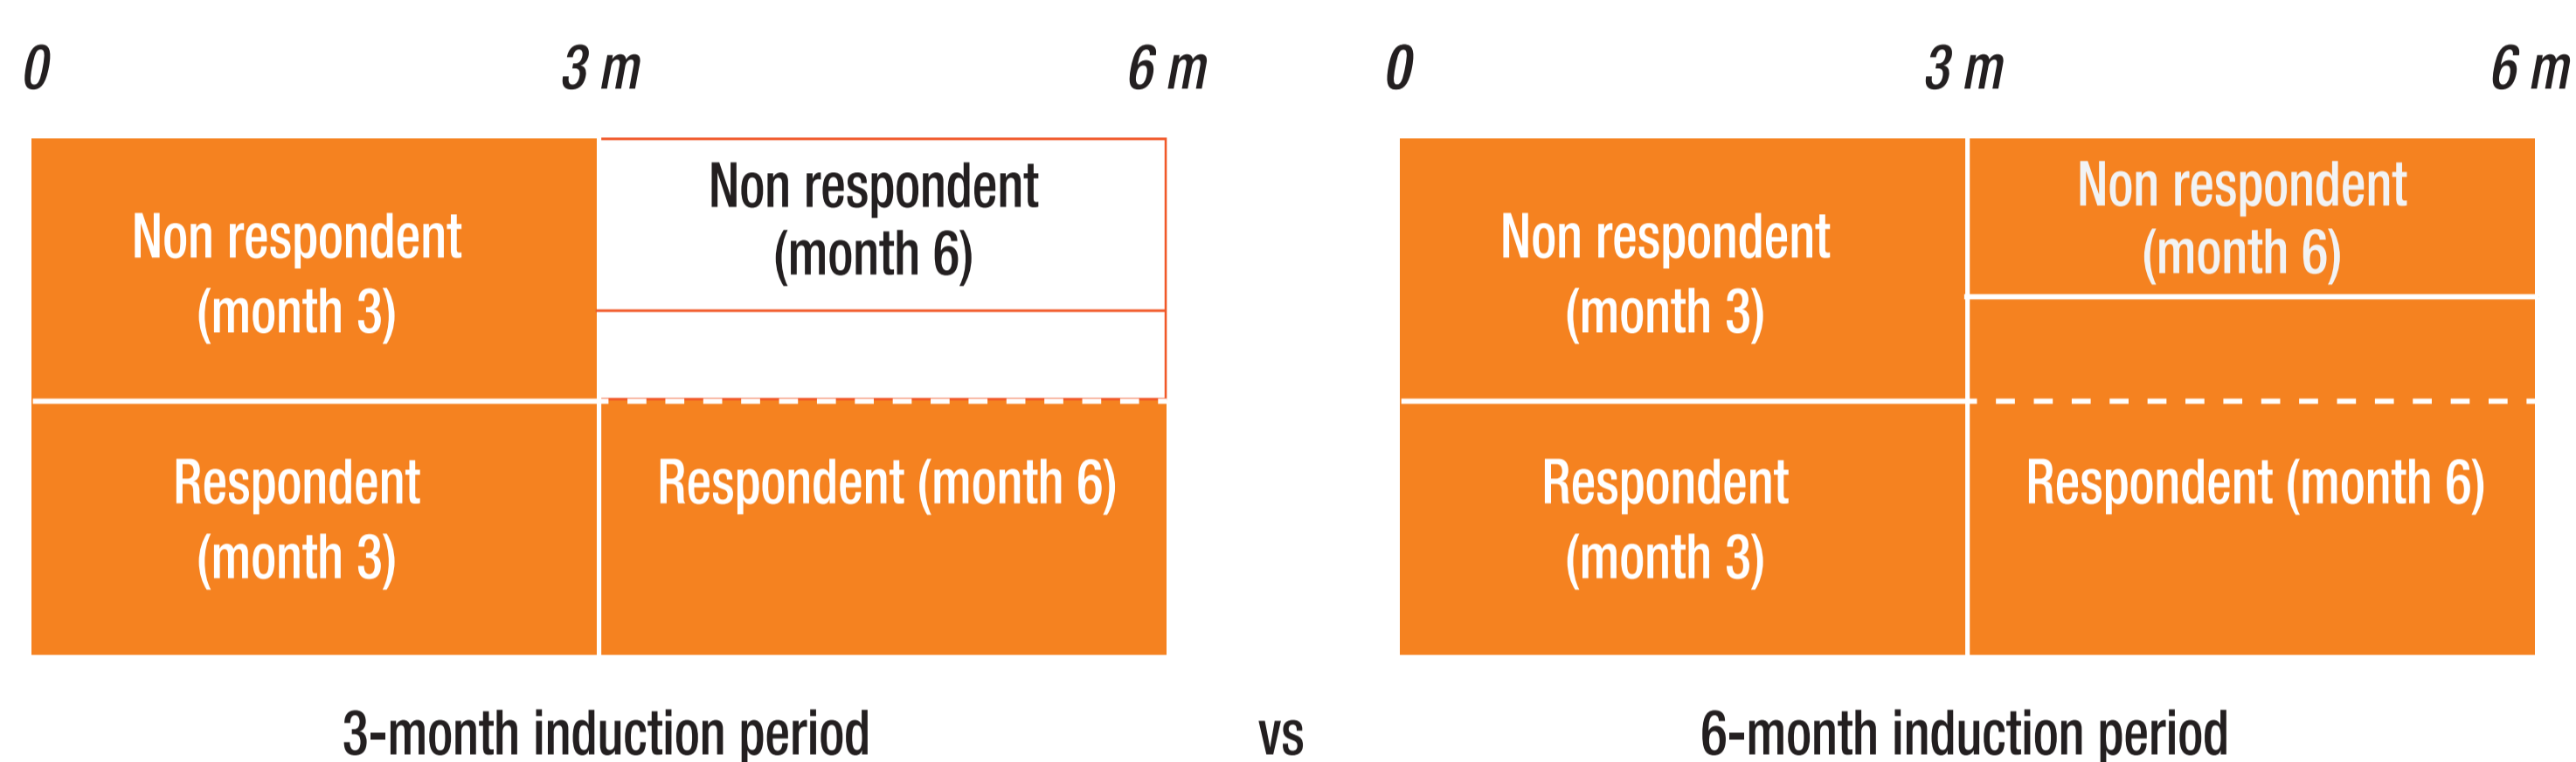 0 3 m 6 m 0 3 m 6 m
Non respondent
(month 3)
Non respondent
(month 6)
Respondent
(month 3)
Respondent (month 6)
Non respondent
(month 3)
Non respondent
(month 6)
Respondent
(month 3)
Respondent (month 6)
3-month induction period vs 6-month induction period